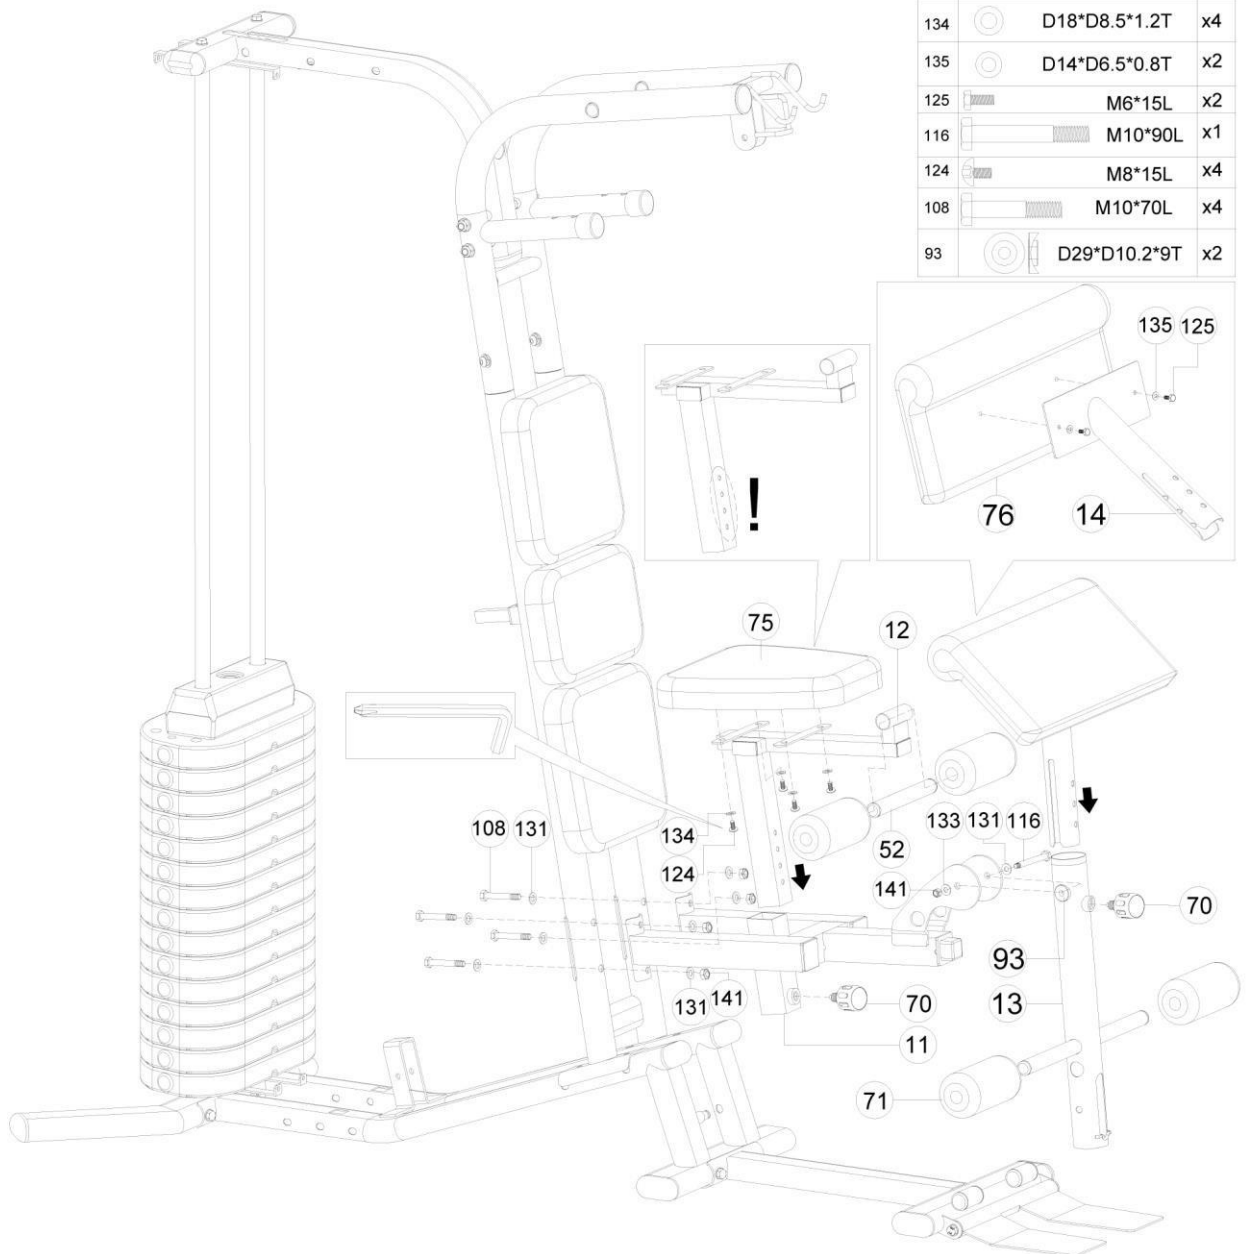 134 D18*D8.5*1.2T x4
135 D14*D6.5*0.8T x2
125 M6*15L x2
116 M10*90L x1
124 M8*15L x4
108 M10*70L x4
93 D29*D10.2*9T x2
135 125
!
76 14
75
12
108 131
134
124
52
133 131 116
141
70
93
131 141
70
13
11
71